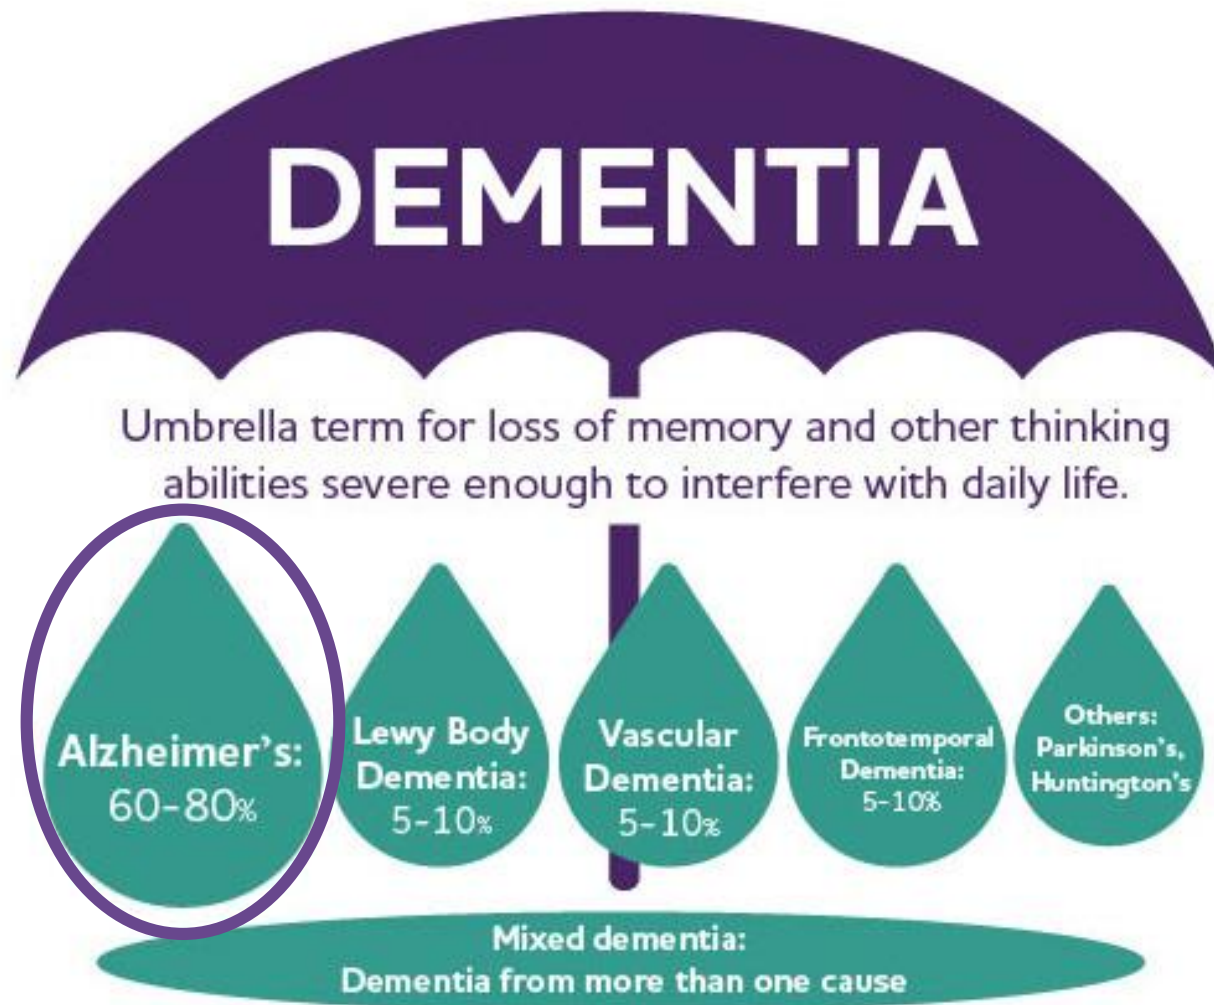 DEMENTIA
Umbrella term for loss of memory and other thinking
abilities severe enough to interfere with daily life.
Alzheimer's:
60-80%
Lewy Body
Dementia:
5-10%
Vascular
Dementia:
5-10%
Frontotemporal
Dementia:
5-10%
Others:
Parkinson's,
Huntington's
Mixed dementia:
Dementia from more than one cause